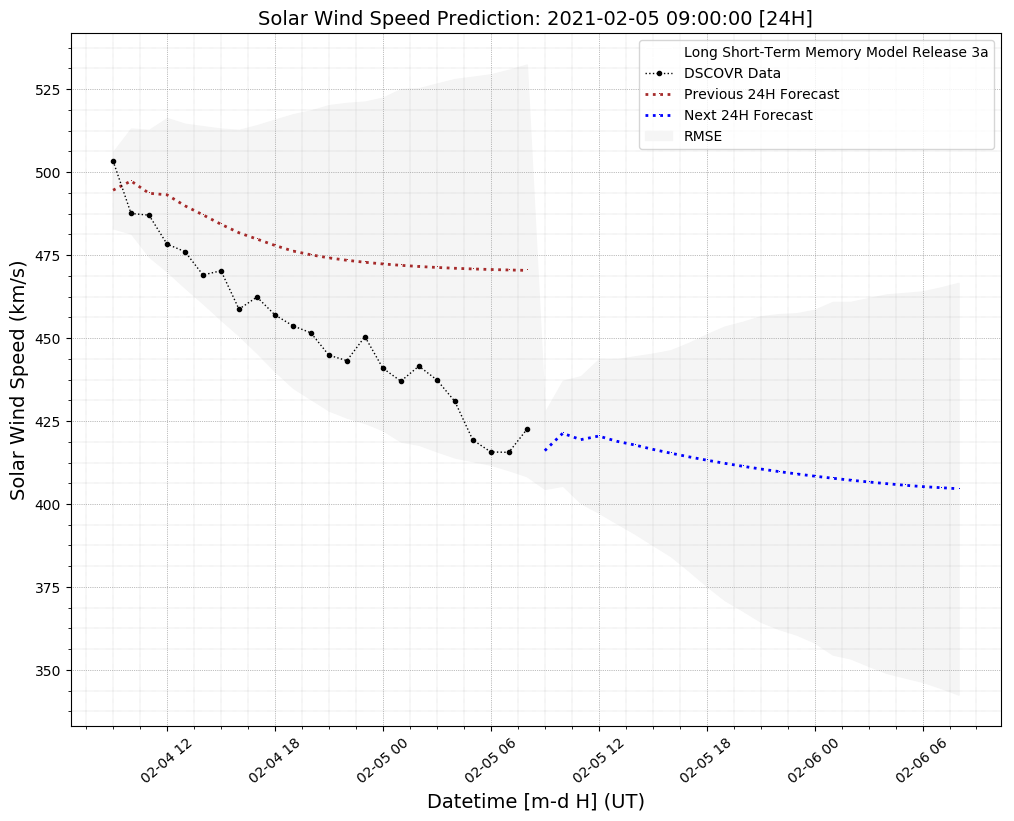 Solar Wind Speed Prediction: 2021-02-05 09:00:00 [24H]
Long Short-Term Memory Model Release 3a
DSCOVR Data
Previous 24H Forecast
Next 24H Forecast
RMSE
Solar Wind Speed (km/s)
525
500
475
450
425
400
375
350
02-04 12
02-04 18
02-05 00
02-05 06
02-05 12
02-05 18
02-06 00
02-06 06
Datetime [m-d H] (UT)